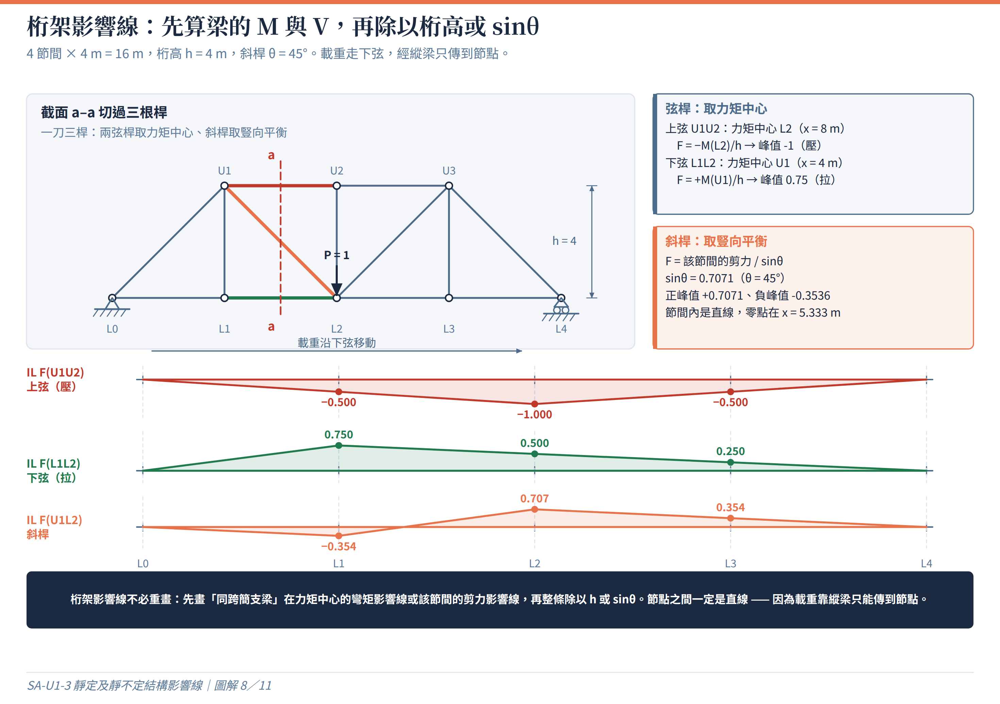 桁架影響線：先算梁的 M 與 V，再除以桁高或 sinθ
4 節間 × 4 m = 16 m，桁高 h = 4 m，斜桿 θ = 45°。載重走下弦，經縱梁只傳到節點。
截面 a–a 切過三根桿
一刀三桿：兩弦桿取力矩中心、斜桿取豎向平衡
a
U1
U2
U3
h = 4
P = 1
L0
L1
a
L2
L3
L4
載重沿下弦移動
弦桿：取力矩中心
上弦 U1U2：力矩中心 L2（x = 8 m）
F = −M(L2)/h → 峰值 -1（壓）
下弦 L1L2：力矩中心 U1（x = 4 m）
F = +M(U1)/h → 峰值 0.75（拉）
斜桿：取豎向平衡
F = 該節間的剪力 / sinθ
sinθ = 0.7071（θ = 45°）
正峰值 +0.7071、負峰值 -0.3536
節間內是直線，零點在 x = 5.333 m
IL F(U1U2)
上弦（壓）
−0.500
−1.000
−0.500
IL F(L1L2)
下弦（拉）
0.750
0.500
0.250
IL F(U1L2)
斜桿
−0.354
0.707
0.354
L0
L1
L2
L3
L4
桁架影響線不必重畫：先畫「同跨簡支梁」在力矩中心的彎矩影響線或該節間的剪力影響線，再整條除以 h 或 sinθ。節點之間一定是直線 —— 因為載重靠縱梁只能傳到節點。
SA-U1-3 靜定及靜不定結構影響線｜圖解 8／11